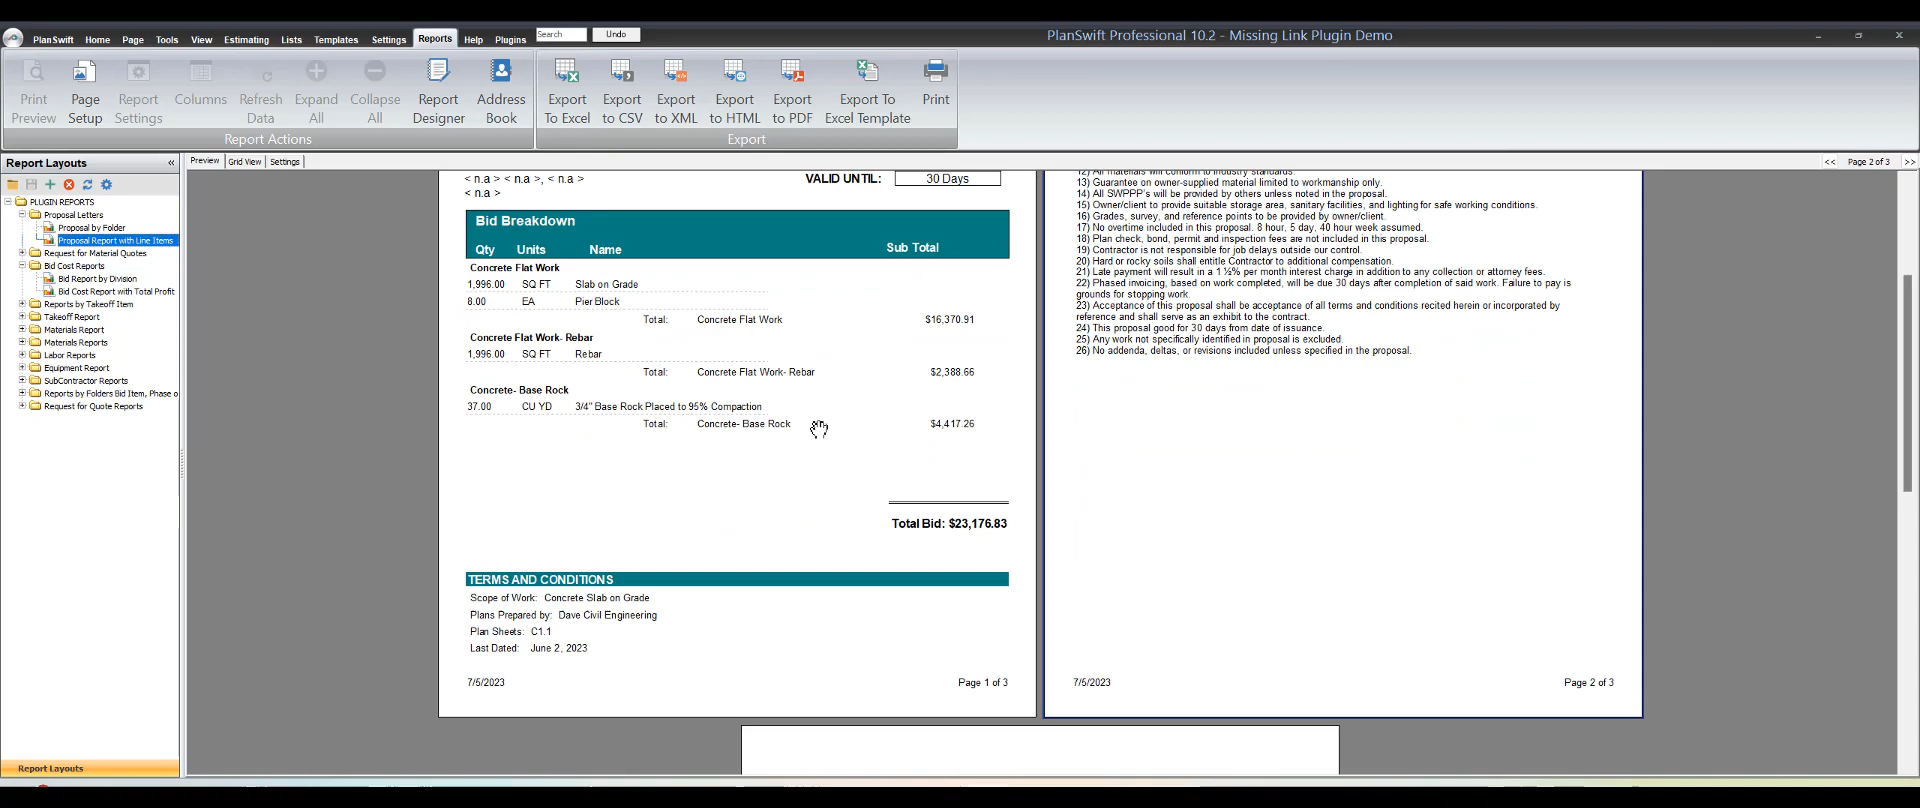 PlanSwift Home Page Tools View Estimating Lists Templates Settings Reports Help Plugins Search Undo PlanSwift Professional 10.2 - Missing Link Plugin Demo
Print Preview
Page Setup
Report Settings
Columns
Refresh Data
Expand All
Collapse All
Report Designer
Address Book
Export To Excel
Export to CSV
Export to XML
Export to HTML
Export to PDF
Export To Excel Template
Print
Report Actions
Export
Report Layouts «
Preview Grid View Settings
<< Page 2 of 3 >>
PLUGIN REPORTS
Proposal Letters
Proposal by Folder
Proposal Report with Line Items
Request for Material Quotes
Bid Cost Reports
Bid Report by Division
Bid Cost Report with Total Profit
Reports by Takeoff Item
Takeoff Report
Materials Report
Materials Report
Labor Reports
Equipment Report
SubContractor Reports
Reports by Folders Bid Item, Phase o
Request for Quote Reports
Report Layouts
< n.a > < n.a >, < n.a >
< n.a >
VALID UNTIL: 30 Days
Bid Breakdown
Qty Units Name Sub Total
Concrete Flat Work
1,996.00 SQ FT Slab on Grade
8.00 EA Pier Block
Total: Concrete Flat Work $16,370.91
Concrete Flat Work- Rebar
1,996.00 SQ FT Rebar
Total: Concrete Flat Work- Rebar $2,388.66
Concrete- Base Rock
37.00 CU YD 3/4" Base Rock Placed to 95% Compaction
Total: Concrete- Base Rock $4,417.26
Total Bid: $23,176.83
TERMS AND CONDITIONS
Scope of Work: Concrete Slab on Grade
Plans Prepared by: Dave Civil Engineering
Plan Sheets: C1.1
Last Dated: June 2, 2023
7/5/2023 Page 1 of 3
12) All materials will conform to industry standards.
13) Guarantee on owner-supplied material limited to workmanship only.
14) All SWPPP's will be provided by others unless noted in the proposal.
15) Owner/client to provide suitable storage area, sanitary facilities, and lighting for safe working conditions.
16) Grades, survey, and reference points to be provided by owner/client.
17) No overtime included in this proposal. 8 hour, 5 day, 40 hour week assumed.
18) Plan check, bond, permit and inspection fees are not included in this proposal.
19) Contractor is not responsible for job delays outside our control.
20) Hard or rocky soils shall entitle Contractor to additional compensation.
21) Late payment will result in a 1 ½% per month interest charge in addition to any collection or attorney fees.
22) Phased invoicing, based on work completed, will be due 30 days after completion of said work. Failure to pay is
grounds for stopping work.
23) Acceptance of this proposal shall be acceptance of all terms and conditions recited herein or incorporated by
reference and shall serve as an exhibit to the contract.
24) This proposal good for 30 days from date of issuance.
25) Any work not specifically identified in proposal is excluded.
26) No addenda, deltas, or revisions included unless specified in the proposal.
7/5/2023 Page 2 of 3